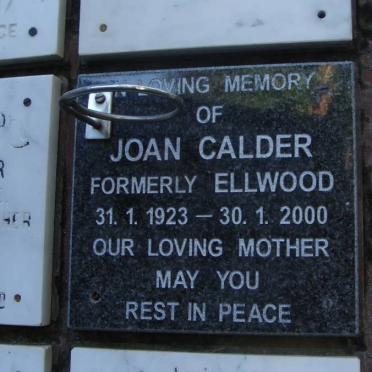 IN LOVING MEMORY
OF
JOAN CALDER
FORMERLY ELLWOOD
31. 1. 1923 – 30. 1. 2000
OUR LOVING MOTHER
MAY YOU
REST IN PEACE